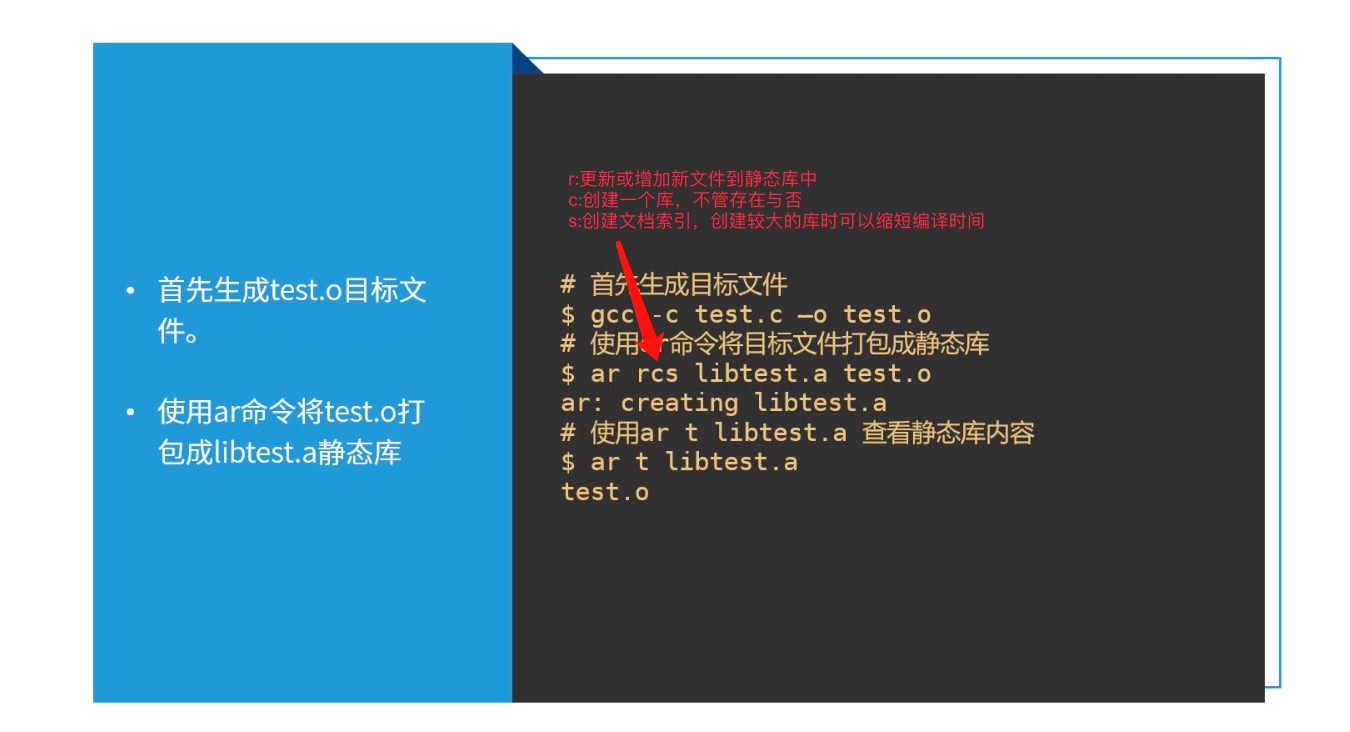 • 首先生成test.o目标文
件。
• 使用ar命令将test.o打
包成libtest.a静态库
r:更新或增加新文件到静态库中
c:创建一个库，不管存在与否
s:创建文档索引，创建较大的库时可以缩短编译时间
# 首先生成目标文件
$ gcc -c test.c –o test.o
# 使用ar命令将目标文件打包成静态库
$ ar rcs libtest.a test.o
ar: creating libtest.a
# 使用ar t libtest.a 查看静态库内容
$ ar t libtest.a
test.o